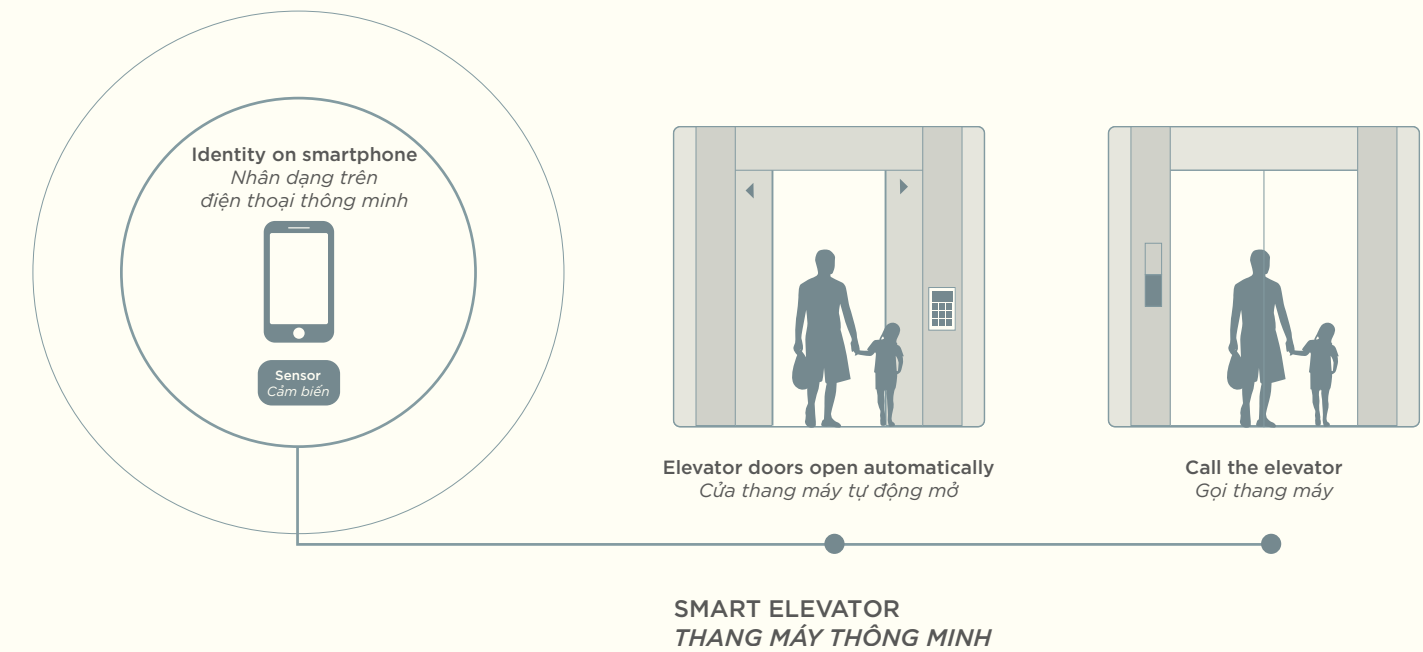 Identity on smartphone
Nhân dạng trên
điện thoại thông minh
Sensor
Cảm biến
Elevator doors open automatically
Cửa thang máy tự động mở
Call the elevator
Gọi thang máy
SMART ELEVATOR
THANG MÁY THÔNG MINH